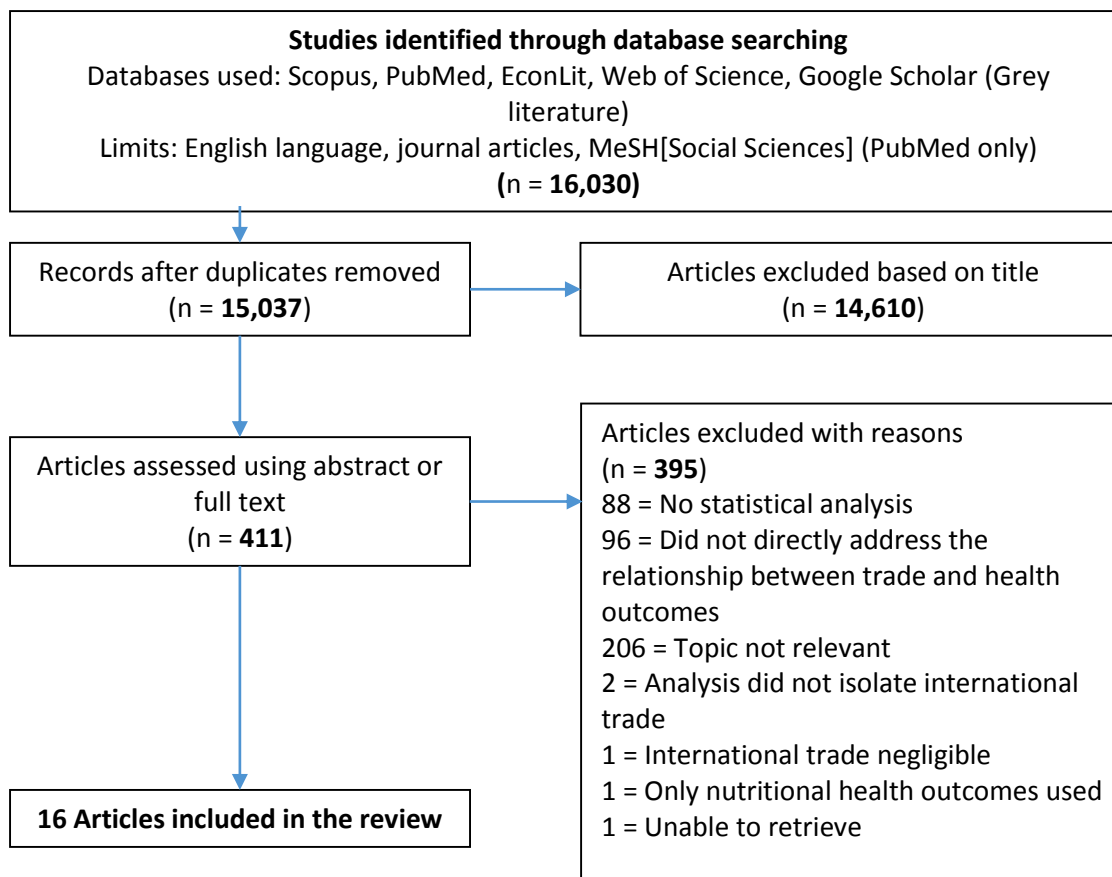 Studies identified through database searching
Databases used: Scopus, PubMed, EconLit, Web of Science, Google Scholar (Grey
literature)
Limits: English language, journal articles, MeSH[Social Sciences] (PubMed only)
(n = 16,030)
Records after duplicates removed
(n = 15,037)
Articles excluded based on title
(n = 14,610)
Articles assessed using abstract or
full text
(n = 411)
Articles excluded with reasons
(n = 395)
88 = No statistical analysis
96 = Did not directly address the
relationship between trade and health
outcomes
206 = Topic not relevant
2 = Analysis did not isolate international
trade
1 = International trade negligible
1 = Only nutritional health outcomes used
1 = Unable to retrieve
16 Articles included in the review